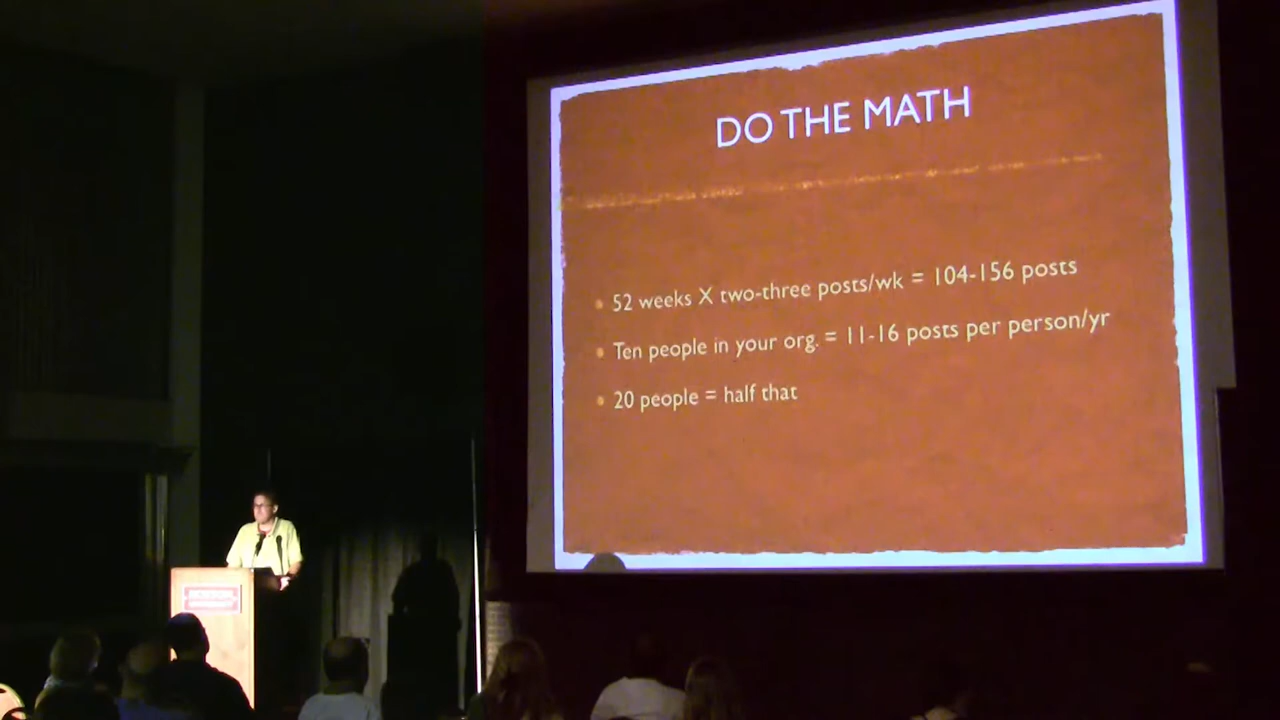 DO THE MATH
52 weeks X two-three posts/wk = 104-156 posts
Ten people in your org. = 11-16 posts per person/yr
20 people = half that